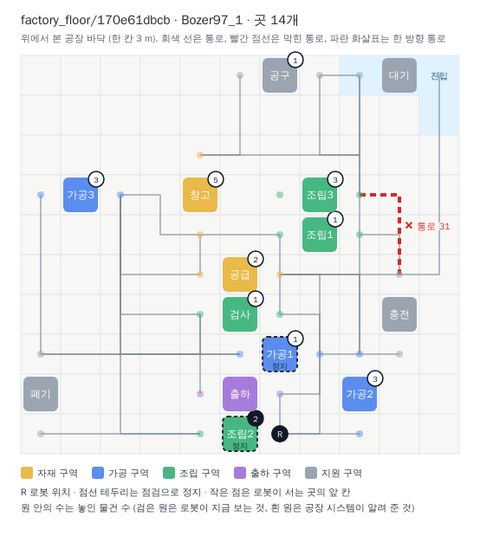 factory_floor/170e61dbcb · Bozer97_1 · 곳 14개
위에서 본 공장 바닥 (한 칸 3 m). 회색 선은 통로, 빨간 점선은 막힌 통로, 파란 화살표는 한 방향 통로
공구 1
대기
진입
가공3 3
창고 5
조립3 3
조립1 1
× 통로 31
공급 2
검사 1
충전
가공1 1
정지
폐기
출하
가공2 3
조립2 2
정지
R
자재 구역 가공 구역 조립 구역 출하 구역 지원 구역
R 로봇 위치 · 점선 테두리는 점검으로 정지 · 작은 점은 로봇이 서는 곳의 앞 칸
원 안의 수는 놓인 물건 수 (검은 원은 로봇이 지금 보는 것, 흰 원은 공장 시스템이 알려 준 것)